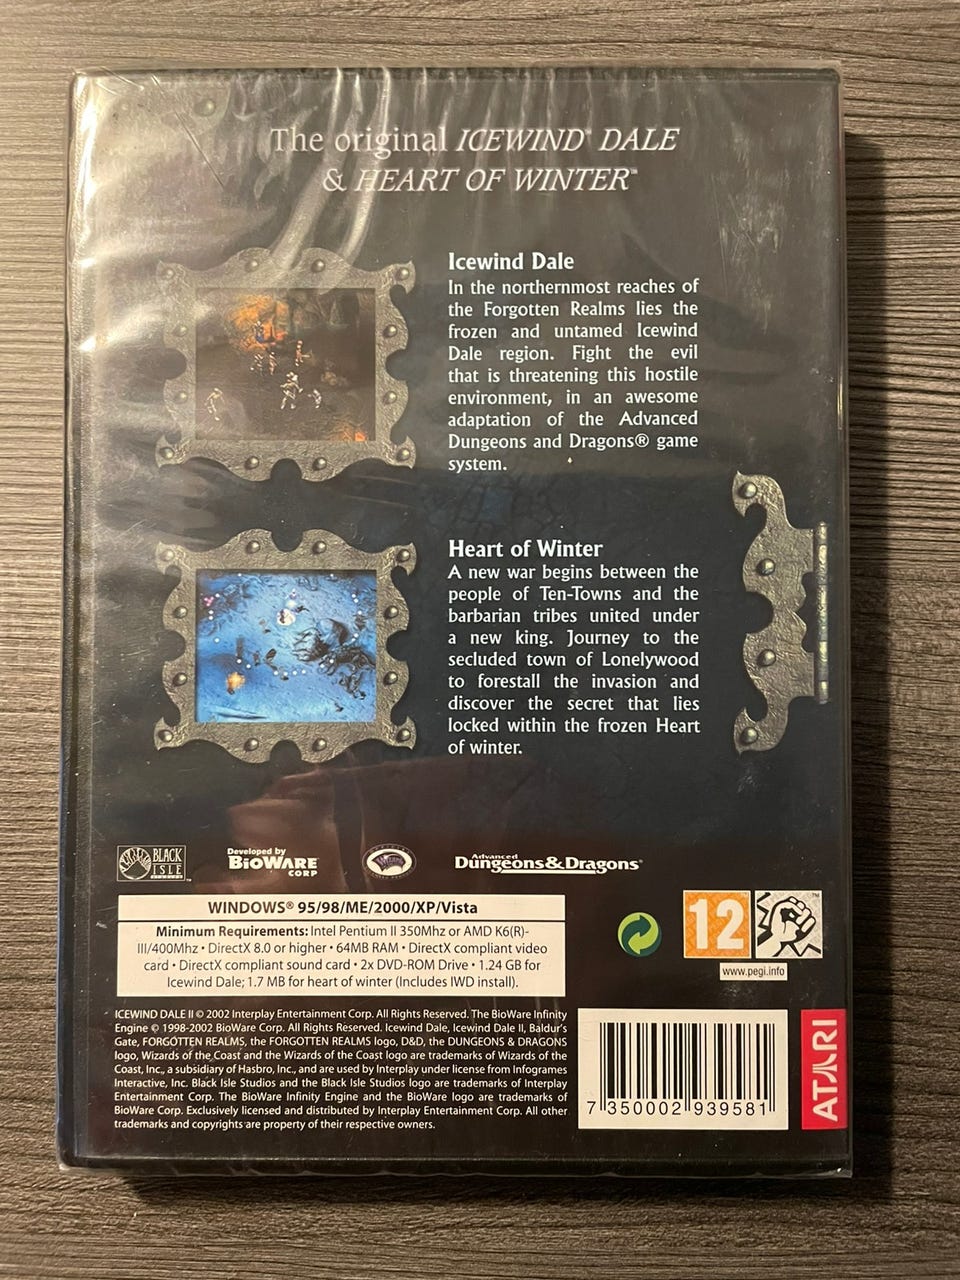 The original ICEWIND™ DALE
& HEART OF WINTER™
Icewind Dale
In the northernmost reaches of
the Forgotten Realms lies the
frozen and untamed Icewind
Dale region. Fight the evil
that is threatening this hostile
environment, in an awesome
adaptation of the Advanced
Dungeons and Dragons® game
system.
Heart of Winter
A new war begins between the
people of Ten-Towns and the
barbarian tribes united under
a new king. Journey to the
secluded town of Lonelywood
to forestall the invasion and
discover the secret that lies
locked within the frozen Heart
of winter.
BLACK
ISLE
Developed by
BIOWARE™
CORP
Advanced
Dungeons & Dragons®
WINDOWS® 95/98/ME/2000/XP/Vista
Minimum Requirements: Intel Pentium II 350Mhz or AMD K6(R)-
III/400Mhz • DirectX 8.0 or higher • 64MB RAM • DirectX compliant video
card • DirectX compliant sound card • 2x DVD-ROM Drive • 1.24 GB for
Icewind Dale; 1.7 MB for heart of winter (Includes IWD install).
12
www.pegi.info
ICEWIND DALE II © 2002 Interplay Entertainment Corp. All Rights Reserved. The BioWare Infinity
Engine © 1998-2002 BioWare Corp. All Rights Reserved. Icewind Dale, Icewind Dale II, Baldur's
Gate, FORGOTTEN REALMS, the FORGOTTEN REALMS logo, D&D, the DUNGEONS & DRAGONS
logo, Wizards of the Coast and the Wizards of the Coast logo are trademarks of Wizards of the
Coast, Inc., a subsidiary of Hasbro, Inc., and are used by Interplay under license from Infogrames
Interactive, Inc. Black Isle Studios and the Black Isle Studios logo are trademarks of Interplay
Entertainment Corp. The BioWare Infinity Engine and the BioWare logo are trademarks of
BioWare Corp. Exclusively licensed and distributed by Interplay Entertainment Corp. All other
trademarks and copyrights are property of their respective owners.
7 350002 939581
ATARI